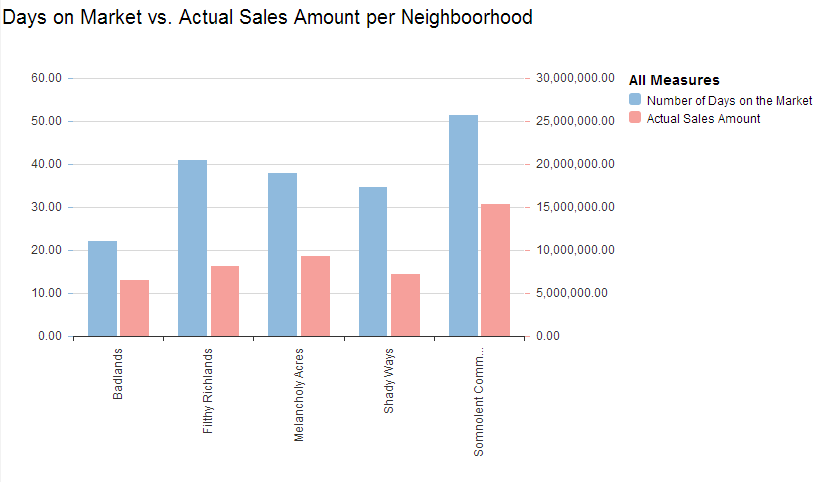 Days on Market vs. Actual Sales Amount per Neighboorhood
60.00
50.00
40.00
30.00
20.00
10.00
0.00
30,000,000.00
25,000,000.00
20,000,000.00
15,000,000.00
10,000,000.00
5,000,000.00
0.00
All Measures
Number of Days on the Market
Actual Sales Amount
Badlands
Filthy Richlands
Melancholy Acres
Shady Ways
Somnolent Comm...